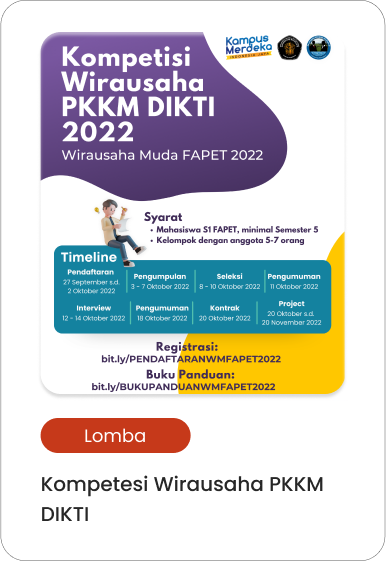 Kompetisi
Wirausaha
PKKM DIKTI
2022
Wirausaha Muda FAPET 2022
Kampus
Merdeka
INDONESIA JAYA
Syarat
• Mahasiswa S1 FAPET, minimal Semester 5
• Kelompok dengan anggota 5-7 orang
Timeline
Pendaftaran
27 September s.d.
2 Oktober 2022
Pengumpulan
3 - 7 Oktober 2022
Seleksi
8 - 10 Oktober 2022
Pengumuman
11 Oktober 2022
Interview
12 - 14 Oktober 2022
Pengumuman
18 Oktober 2022
Kontrak
20 Oktober 2022
Project
20 Oktober s.d.
20 November 2022
Registrasi:
bit.ly/PENDAFTARANWMFAPET2022
Buku Panduan:
bit.ly/BUKUPANDUANWMFAPET2022
Lomba
Kompetesi Wirausaha PKKM
DIKTI